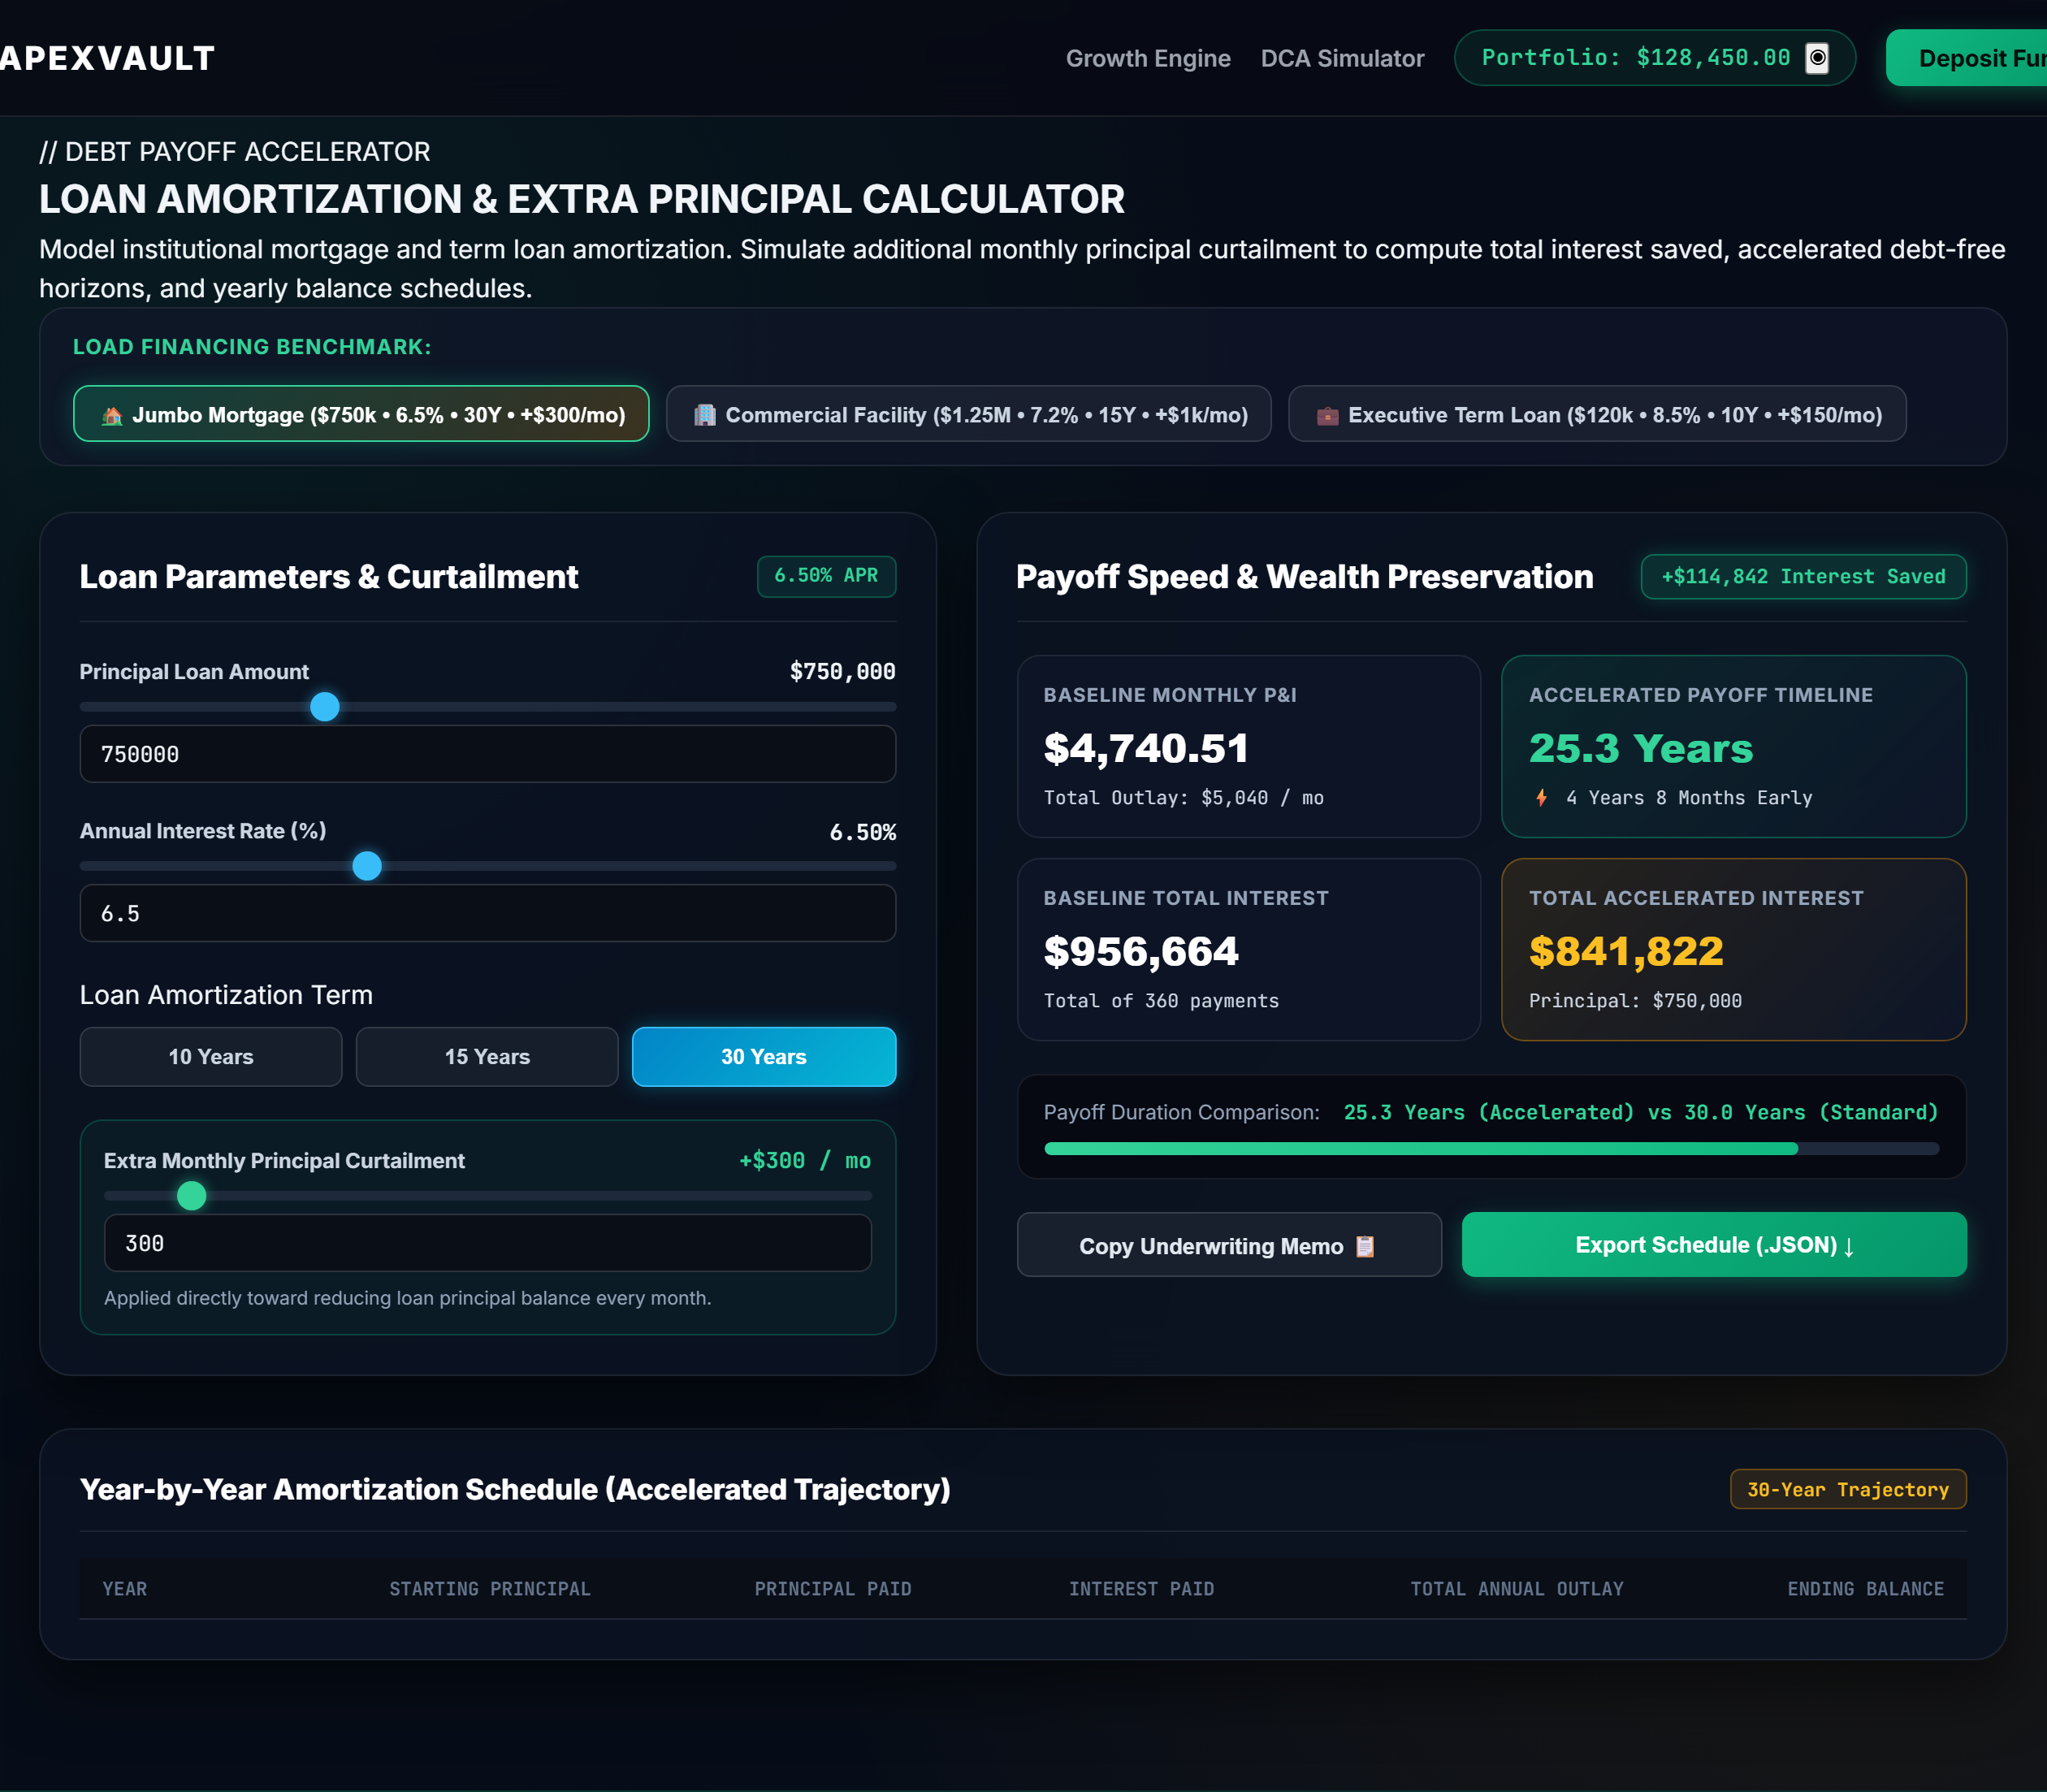 APEXVAULT
Growth Engine
DCA Simulator
Portfolio: $128,450.00
Deposit Fur
// DEBT PAYOFF ACCELERATOR
LOAN AMORTIZATION & EXTRA PRINCIPAL CALCULATOR
Model institutional mortgage and term loan amortization. Simulate additional monthly principal curtailment to compute total interest saved, accelerated debt-free
horizons, and yearly balance schedules.
LOAD FINANCING BENCHMARK:
Jumbo Mortgage ($750k • 6.5% • 30Y • +$300/mo)
Commercial Facility ($1.25M • 7.2% • 15Y • +$1k/mo)
Executive Term Loan ($120k • 8.5% • 10Y • +$150/mo)
Loan Parameters & Curtailment
6.50% APR
Principal Loan Amount
$750,000
750000
Annual Interest Rate (%)
6.50%
6.5
Loan Amortization Term
10 Years
15 Years
30 Years
Extra Monthly Principal Curtailment
+$300 / mo
300
Applied directly toward reducing loan principal balance every month.
Payoff Speed & Wealth Preservation
+$114,842 Interest Saved
BASELINE MONTHLY P&I
$4,740.51
Total Outlay: $5,040 / mo
ACCELERATED PAYOFF TIMELINE
25.3 Years
4 Years 8 Months Early
BASELINE TOTAL INTEREST
$956,664
Total of 360 payments
TOTAL ACCELERATED INTEREST
$841,822
Principal: $750,000
Payoff Duration Comparison:
25.3 Years (Accelerated) vs 30.0 Years (Standard)
Copy Underwriting Memo
Export Schedule (.JSON) ↓
Year-by-Year Amortization Schedule (Accelerated Trajectory)
30-Year Trajectory
YEAR
STARTING PRINCIPAL
PRINCIPAL PAID
INTEREST PAID
TOTAL ANNUAL OUTLAY
ENDING BALANCE